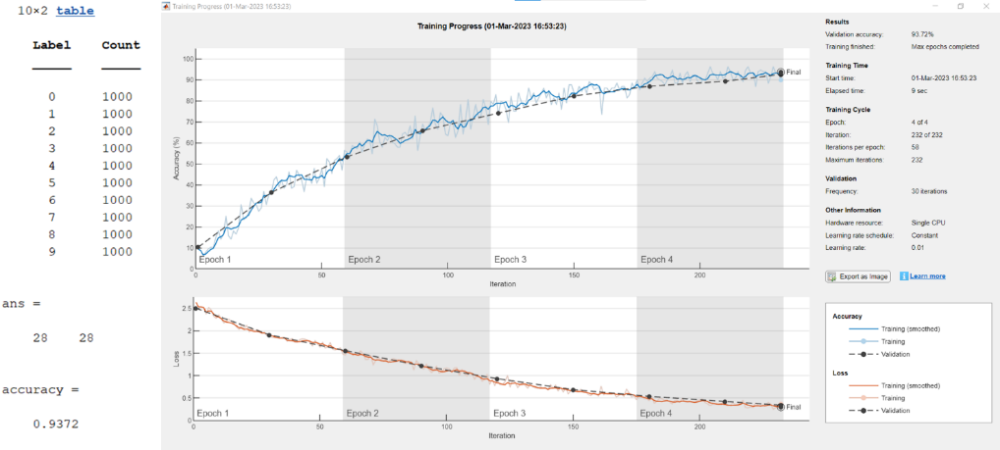 10×2 table
Label Count
0 1000
1 1000
2 1000
3 1000
4 1000
5 1000
6 1000
7 1000
8 1000
9 1000
ans =
28 28
accuracy =
0.9372
Training Progress (01-Mar-2023 16:53:23)
Training Progress (01-Mar-2023 16:53:23)
Accuracy (%)
100
90
80
70
60
50
40
30
20
10
0
Final
Epoch 1 Epoch 2 Epoch 3 Epoch 4
0 50 100 150 200
Iteration
Loss
2.5
2
1.5
1
0.5
0
Final
Epoch 1 Epoch 2 Epoch 3 Epoch 4
0 50 100 150 200
Iteration
Results
Validation accuracy: 93.72%
Training finished: Max epochs completed
Training Time
Start time: 01-Mar-2023 16:53:23
Elapsed time: 9 sec
Training Cycle
Epoch: 4 of 4
Iteration: 232 of 232
Iterations per epoch: 58
Maximum iterations: 232
Validation
Frequency: 30 iterations
Other Information
Hardware resource: Single CPU
Learning rate schedule: Constant
Learning rate: 0.01
Export as Image
Learn more
Accuracy
Training (smoothed)
Training
Validation
Loss
Training (smoothed)
Training
Validation